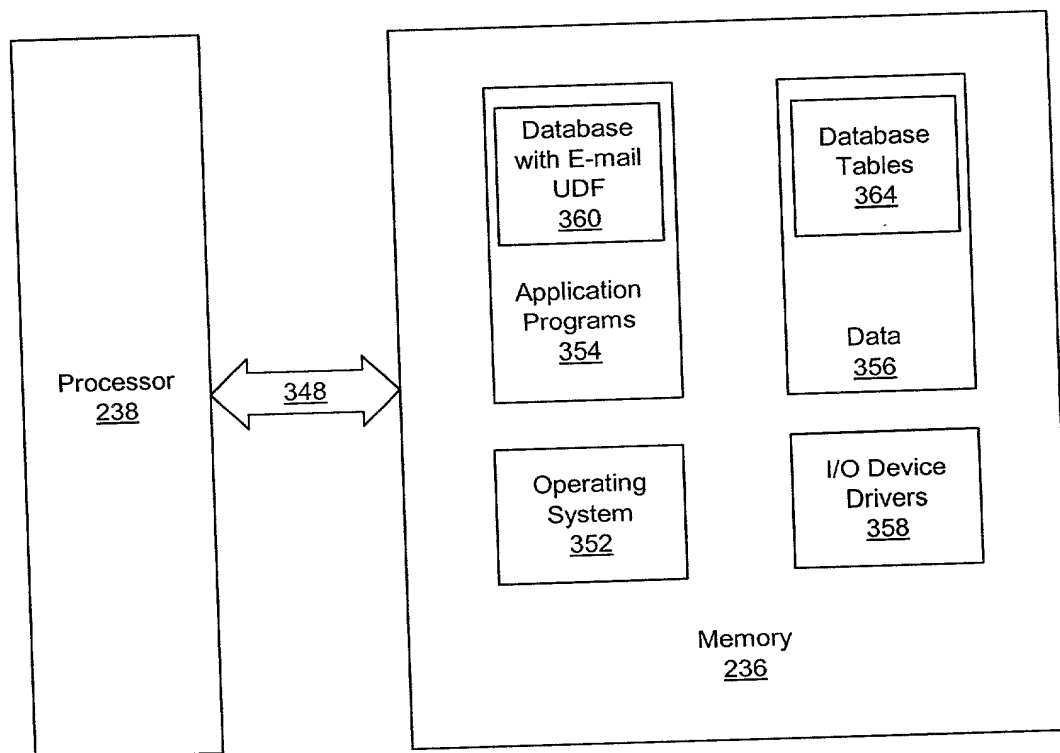 Database
with E-mail
UDF
360
Application
Programs
354
Database
Tables
364
Data
356
Processor
238
348
Operating
System
352
I/O Device
Drivers
358
Memory
236